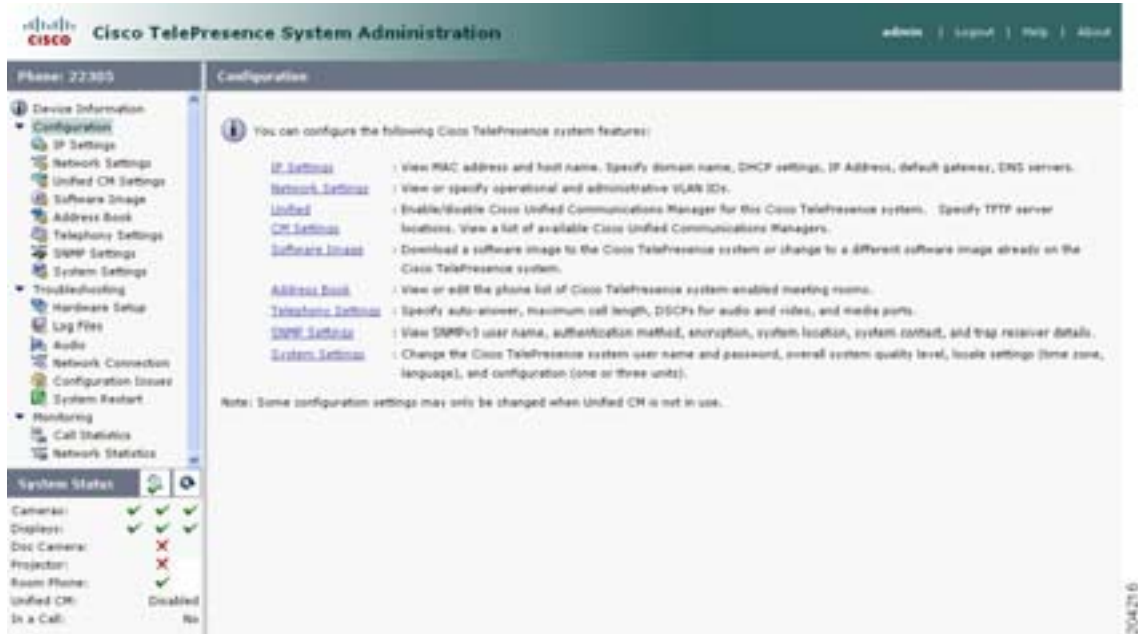 CISCO
Cisco TelePresence System Administration
admin | Logout | Help | About
Phone: 22305
Configuration
Device Information
Configuration
IP Settings
Network Settings
Unified CM Settings
Software Image
Address Book
Telephony Settings
SNMP Settings
System Settings
Troubleshooting
Hardware Setup
Log Files
Audio
Network Connection
Configuration Issues
System Restart
Monitoring
Call Statistics
Network Statistics
System Status
Cameras:
Displays:
Doc Camera:
Projector:
Room Phone:
Unified CM: Disabled
In a Call: No
You can configure the following Cisco TelePresence system features:
IP Settings : View MAC address and host name. Specify domain name, DHCP settings, IP Address, default gateway, DNS servers.
Network Settings : View or specify operational and administrative VLAN IDs.
Unified : Enable/disable Cisco Unified Communications Manager for this Cisco TelePresence system. Specify TFTP server
CM Settings locations. View a list of available Cisco Unified Communications Managers.
Software Image : Download a software image to the Cisco TelePresence system or change to a different software image already on the
Cisco TelePresence system.
Address Book : View or edit the phone list of Cisco TelePresence system-enabled meeting rooms.
Telephony Settings : Specify auto-answer, maximum call length, DSCPs for audio and video, and media ports.
SNMP Settings : View SNMPv3 user name, authentication method, encryption, system location, system contact, and trap receiver details.
System Settings : Change the Cisco TelePresence system user name and password, overall system quality level, locale settings (time zone,
language), and configuration (one or three units).
Note: Some configuration settings may only be changed when Unified CM is not in use.
204216